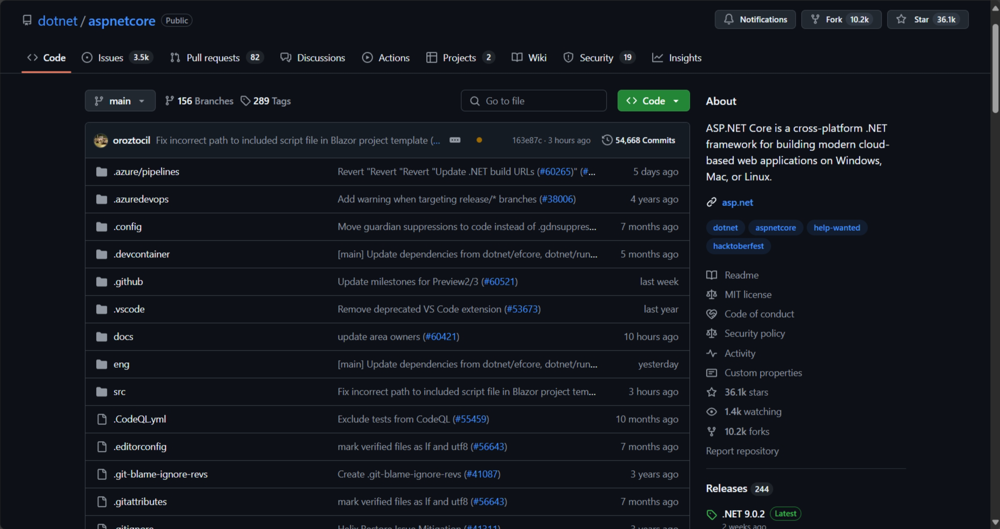 dotnet / aspnetcore Public
Notifications Fork 10.2k Star 36.1k
Code Issues 3.5k Pull requests 82 Discussions Actions Projects 2 Wiki Security 19 Insights
main 156 Branches 289 Tags Go to file Code
oroztocil Fix incorrect path to included script file in Blazor project template (... 163e87c · 3 hours ago 54,668 Commits
.azure/pipelines Revert "Revert "Revert "Update .NET build URLs (#60265)" (#... 5 days ago
.azuredevops Add warning when targeting release/* branches (#38006) 4 years ago
.config Move guardian suppressions to code instead of .gdnsuppres... 7 months ago
.devcontainer [main] Update dependencies from dotnet/efcore, dotnet/run... 5 months ago
.github Update milestones for Preview2/3 (#60521) last week
.vscode Remove deprecated VS Code extension (#53673) last year
docs update area owners (#60421) 10 hours ago
eng [main] Update dependencies from dotnet/efcore, dotnet/run... yesterday
src Fix incorrect path to included script file in Blazor project tem... 3 hours ago
.CodeQL.yml Exclude tests from CodeQL (#55459) 10 months ago
.editorconfig mark verified files as lf and utf8 (#56643) 7 months ago
.git-blame-ignore-revs Create .git-blame-ignore-revs (#41087) 3 years ago
.gitattributes mark verified files as lf and utf8 (#56643) 7 months ago
.gitignore Helix Restore Issue Mitigation (#41311) 3 years ago
About
ASP.NET Core is a cross-platform .NET
framework for building modern cloud-
based web applications on Windows,
Mac, or Linux.
asp.net
dotnet aspnetcore help-wanted
hacktoberfest
Readme
MIT license
Code of conduct
Security policy
Activity
Custom properties
36.1k stars
1.4k watching
10.2k forks
Report repository
Releases 244
.NET 9.0.2 Latest
2 weeks ago